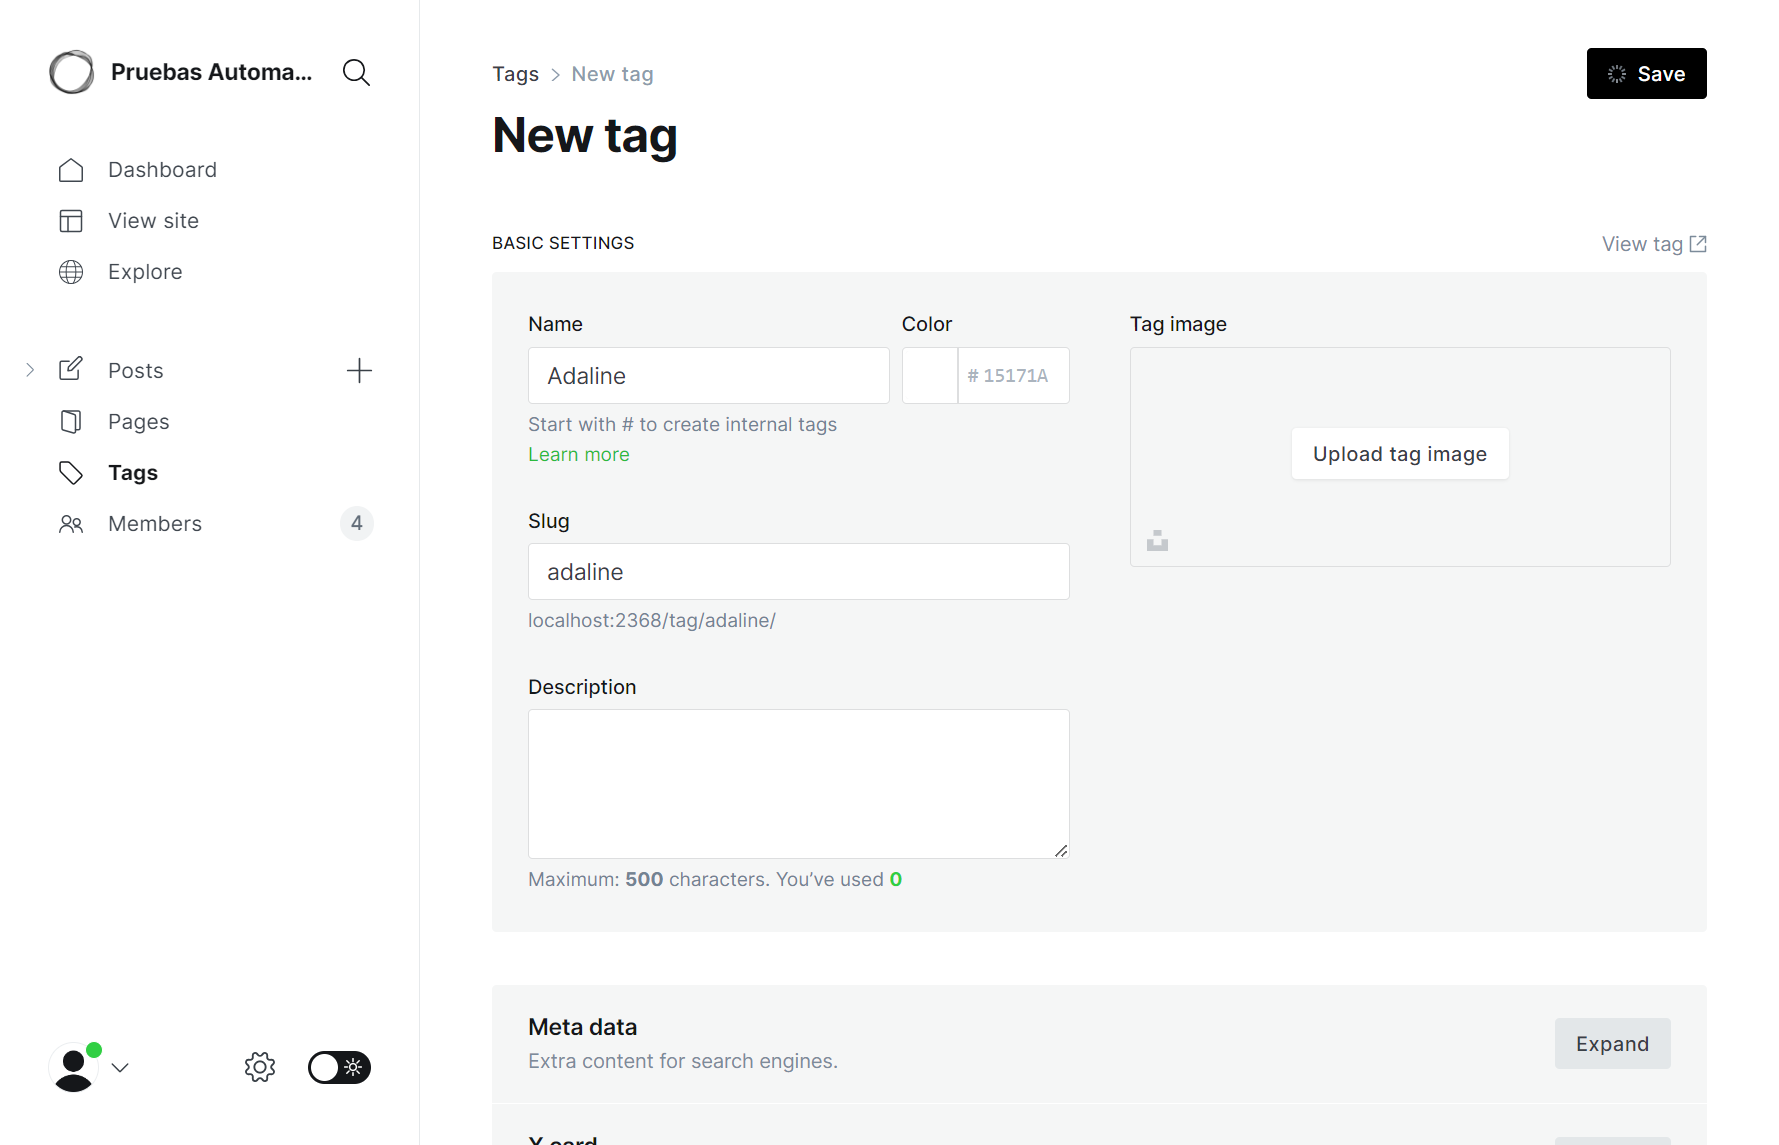 Pruebas Automa...
Dashboard
View site
Explore
Posts
Pages
Tags
Members 4
Tags > New tag
Save
New tag
BASIC SETTINGS
View tag
Name
Adaline
Start with # to create internal tags
Learn more
Color
# 15171A
Slug
adaline
localhost:2368/tag/adaline/
Description
Maximum: 500 characters. You’ve used 0
Tag image
Upload tag image
Meta data
Extra content for search engines.
Expand
X card